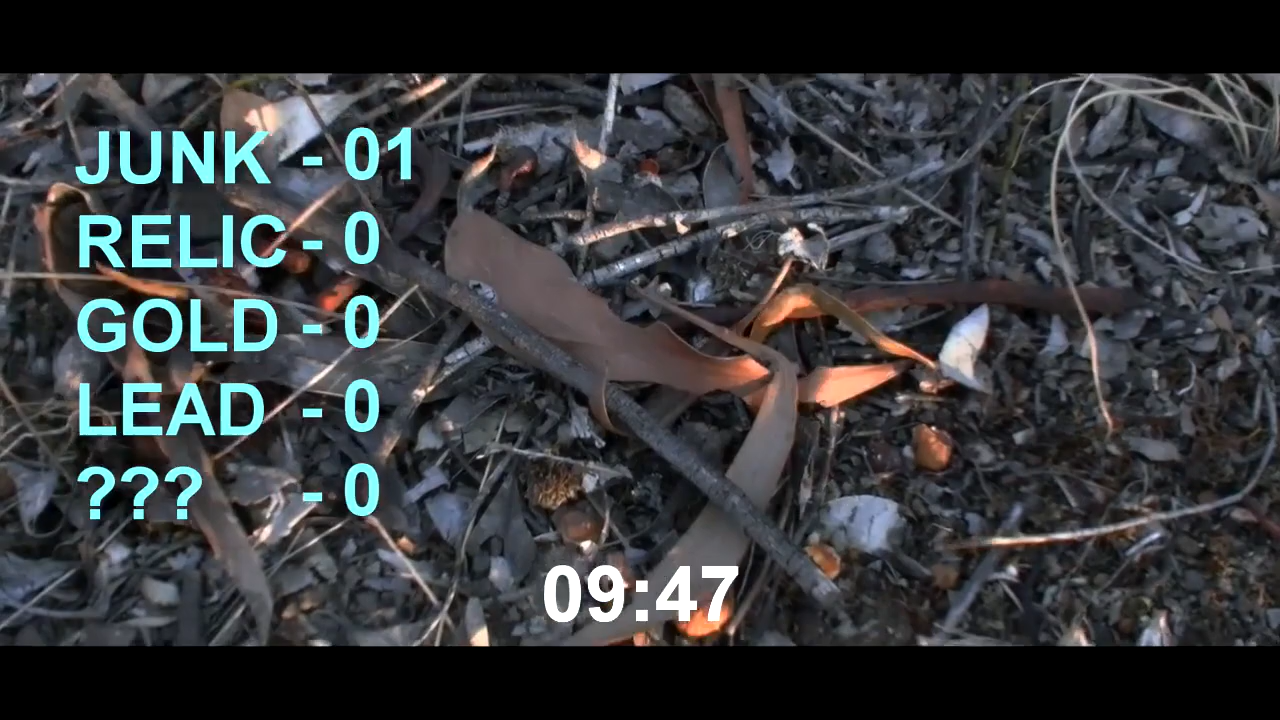 JUNK - 01
RELIC - 0
GOLD - 0
LEAD - 0
??? - 0
09:47